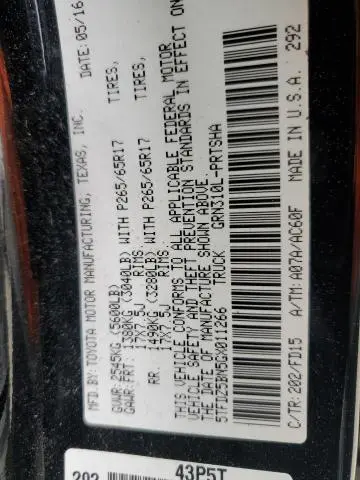 MFD.BY: TOYOTA MOTOR MANUFACTURING, TEXAS, INC. DATE: 05/16
GVWR: 2545KG (5600LB)
GAWR: FRT. 1380KG (3040LB) WITH P265/65R17 TIRES,
17X7.5J RIMS,
RR. 1490KG (3280LB) WITH P265/65R17 TIRES,
17X7.5J RIMS.
THIS VEHICLE CONFORMS TO ALL APPLICABLE FEDERAL MOTOR
VEHICLE SAFETY AND THEFT PREVENTION STANDARDS IN EFFECT ON
THE DATE OF MANUFACTURE SHOWN ABOVE.
5TFJZ5BN5GX011266 TRUCK GRN310L-PRTSHA
C/TR: 202/FD15 A/TM: A07A/AC60F MADE IN U.S.A. 292
202 43P5T